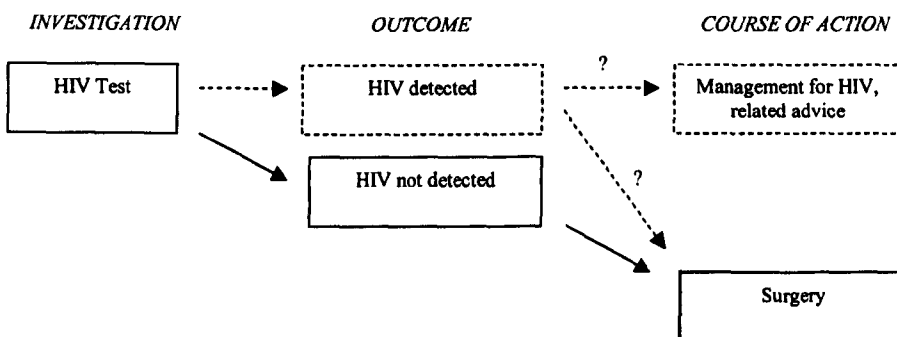 INVESTIGATION
OUTCOME
COURSE OF ACTION
HIV Test
HIV detected
?
Management for HIV,
related advice
HIV not detected
?
Surgery